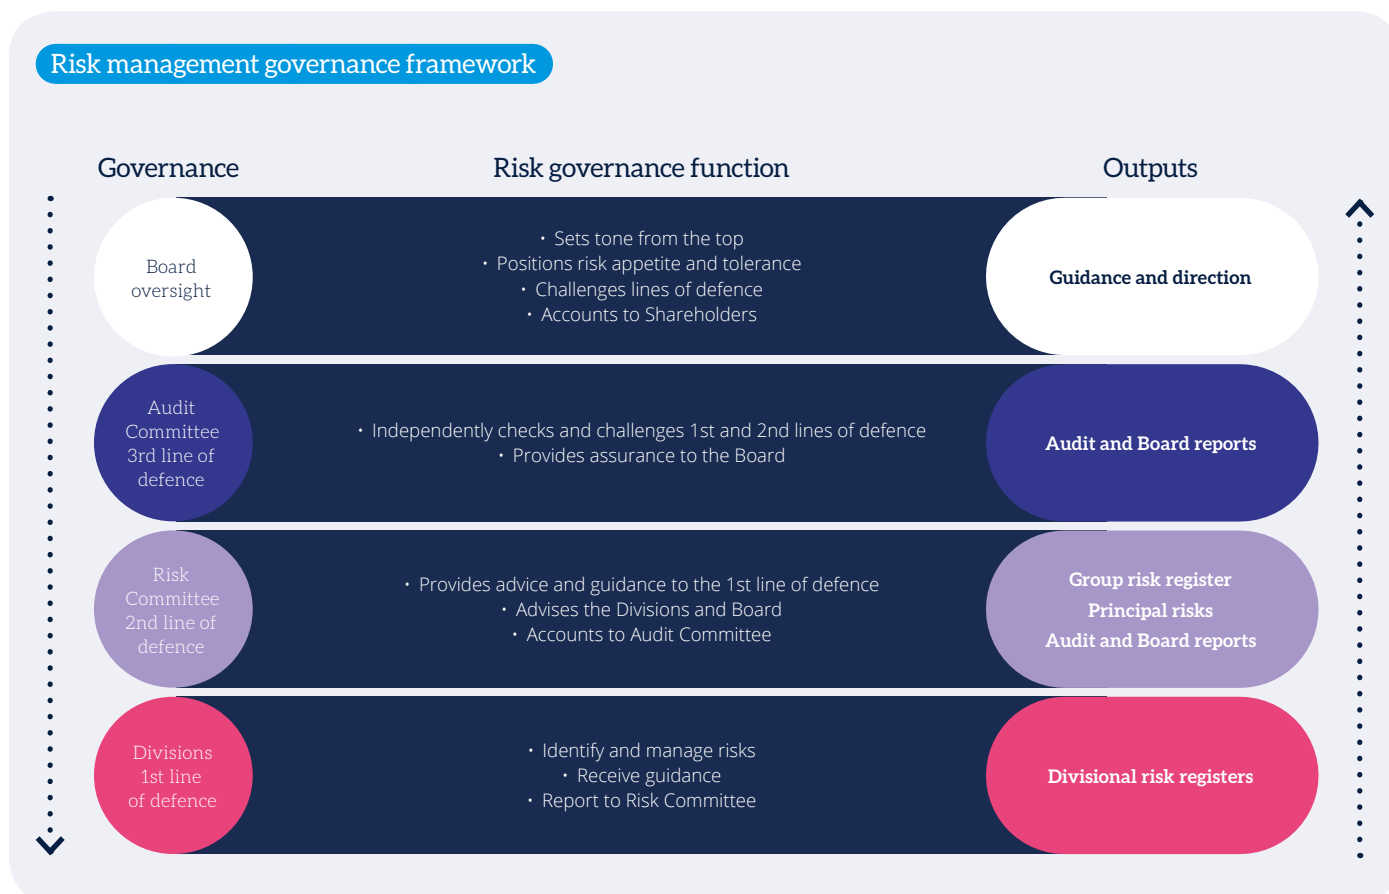 Risk management governance framework
Governance
Risk governance function
Outputs
Board
oversight
• Sets tone from the top
• Positions risk appetite and tolerance
• Challenges lines of defence
• Accounts to Shareholders
Guidance and direction
Audit
Committee
3rd line of
defence
• Independently checks and challenges 1st and 2nd lines of defence
• Provides assurance to the Board
Audit and Board reports
Risk
Committee
2nd line of
defence
• Provides advice and guidance to the 1st line of defence
• Advises the Divisions and Board
• Accounts to Audit Committee
Group risk register
Principal risks
Audit and Board reports
Divisions
1st line
of defence
• Identify and manage risks
• Receive guidance
• Report to Risk Committee
Divisional risk registers